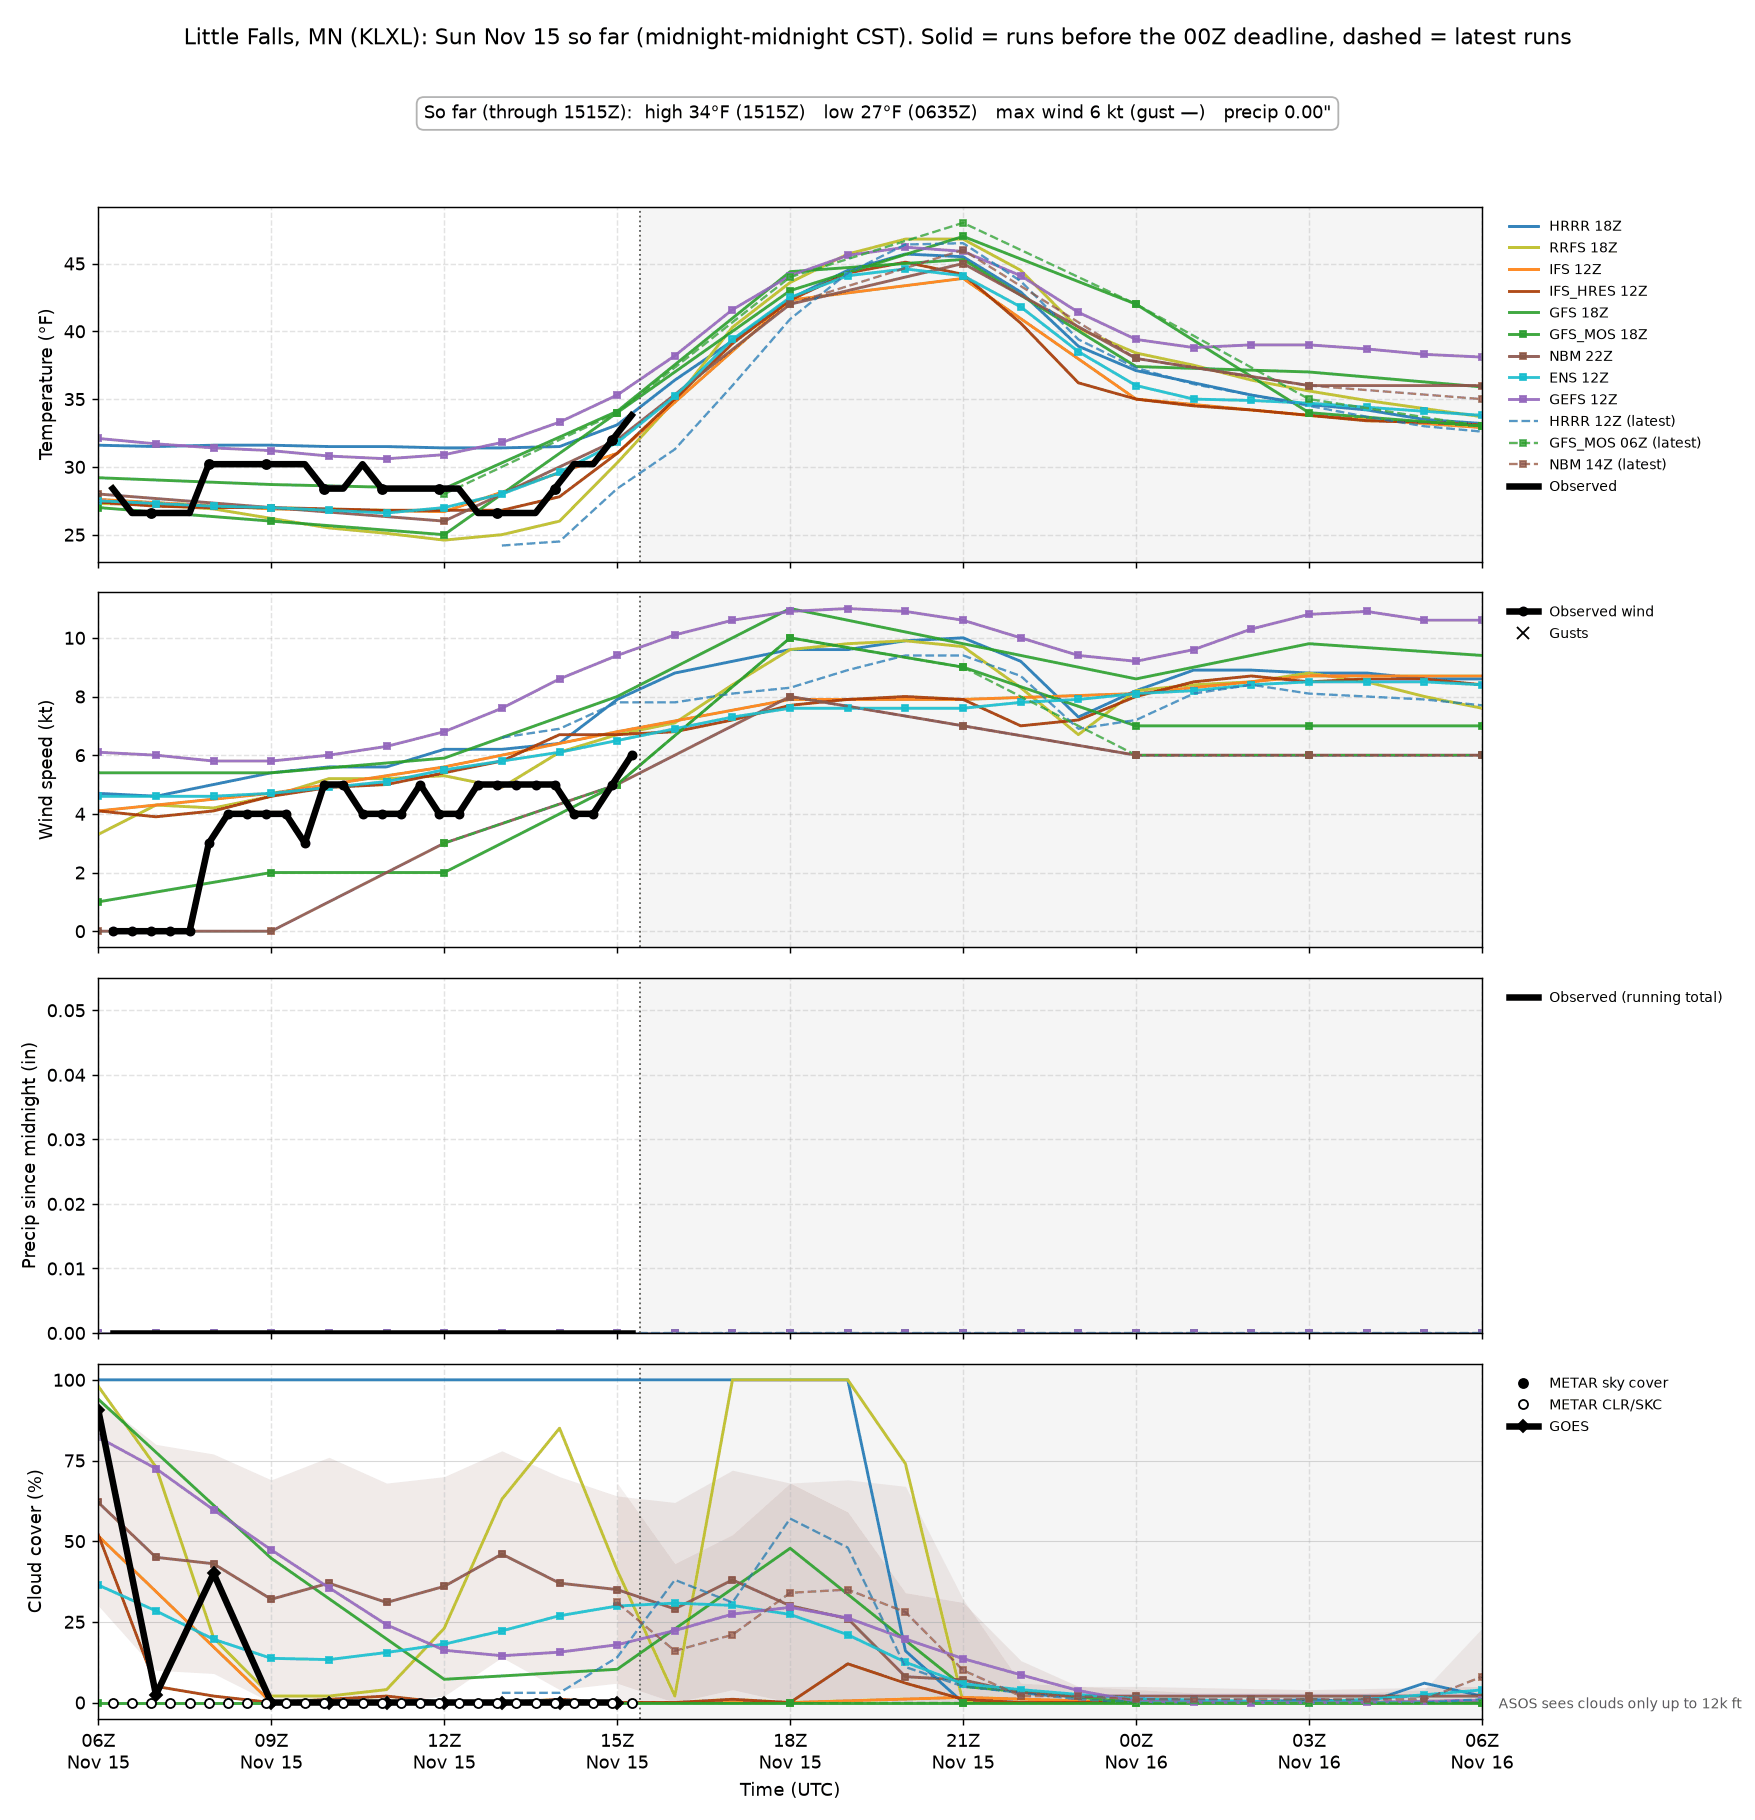 Little Falls, MN (KLXL): Sun Nov 15 so far (midnight-midnight CST). Solid = runs before the 00Z deadline, dashed = latest runs
So far (through 1515Z):  high 34°F (1515Z)   low 27°F (0635Z)   max wind 6 kt (gust —)   precip 0.00"
Temperature (°F)
45
40
35
30
25
HRRR 18Z
RRFS 18Z
IFS 12Z
IFS_HRES 12Z
GFS 18Z
GFS_MOS 18Z
NBM 22Z
ENS 12Z
GEFS 12Z
HRRR 12Z (latest)
GFS_MOS 06Z (latest)
NBM 14Z (latest)
Observed
Wind speed (kt)
10
8
6
4
2
0
Observed wind
Gusts
Precip since midnight (in)
0.05
0.04
0.03
0.02
0.01
0.00
Observed (running total)
Cloud cover (%)
100
75
50
25
0
METAR sky cover
METAR CLR/SKC
GOES
ASOS sees clouds only up to 12k ft
06Z
Nov 15
09Z
Nov 15
12Z
Nov 15
15Z
Nov 15
18Z
Nov 15
21Z
Nov 15
00Z
Nov 16
03Z
Nov 16
06Z
Nov 16
Time (UTC)